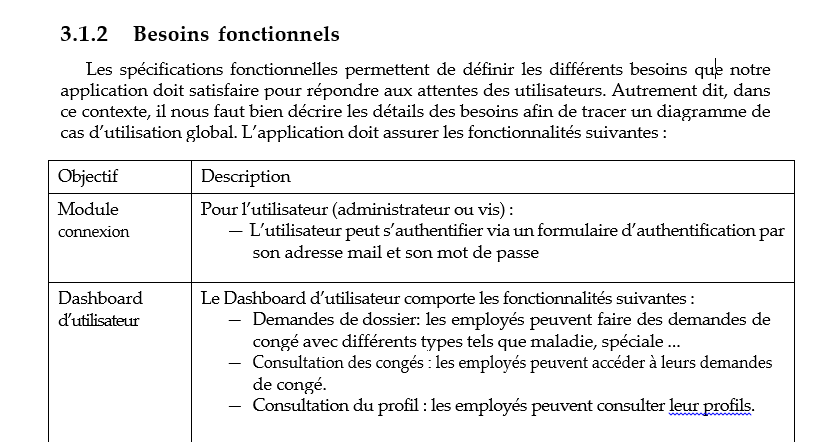 3.1.2 Besoins fonctionnels
Les spécifications fonctionnelles permettent de définir les différents besoins que notre
application doit satisfaire pour répondre aux attentes des utilisateurs. Autrement dit, dans
ce contexte, il nous faut bien décrire les détails des besoins afin de tracer un diagramme de
cas d’utilisation global. L’application doit assurer les fonctionnalités suivantes :
Objectif Description
Module Pour l’utilisateur (administrateur ou vis) :
connexion — L’utilisateur peut s’authentifier via un formulaire d’authentification par
son adresse mail et son mot de passe
Dashboard Le Dashboard d’utilisateur comporte les fonctionnalités suivantes :
d’utilisateur — Demandes de dossier: les employés peuvent faire des demandes de
congé avec différents types tels que maladie, spéciale ...
— Consultation des congés : les employés peuvent accéder à leurs demandes
de congé.
— Consultation du profil : les employés peuvent consulter leur profils.